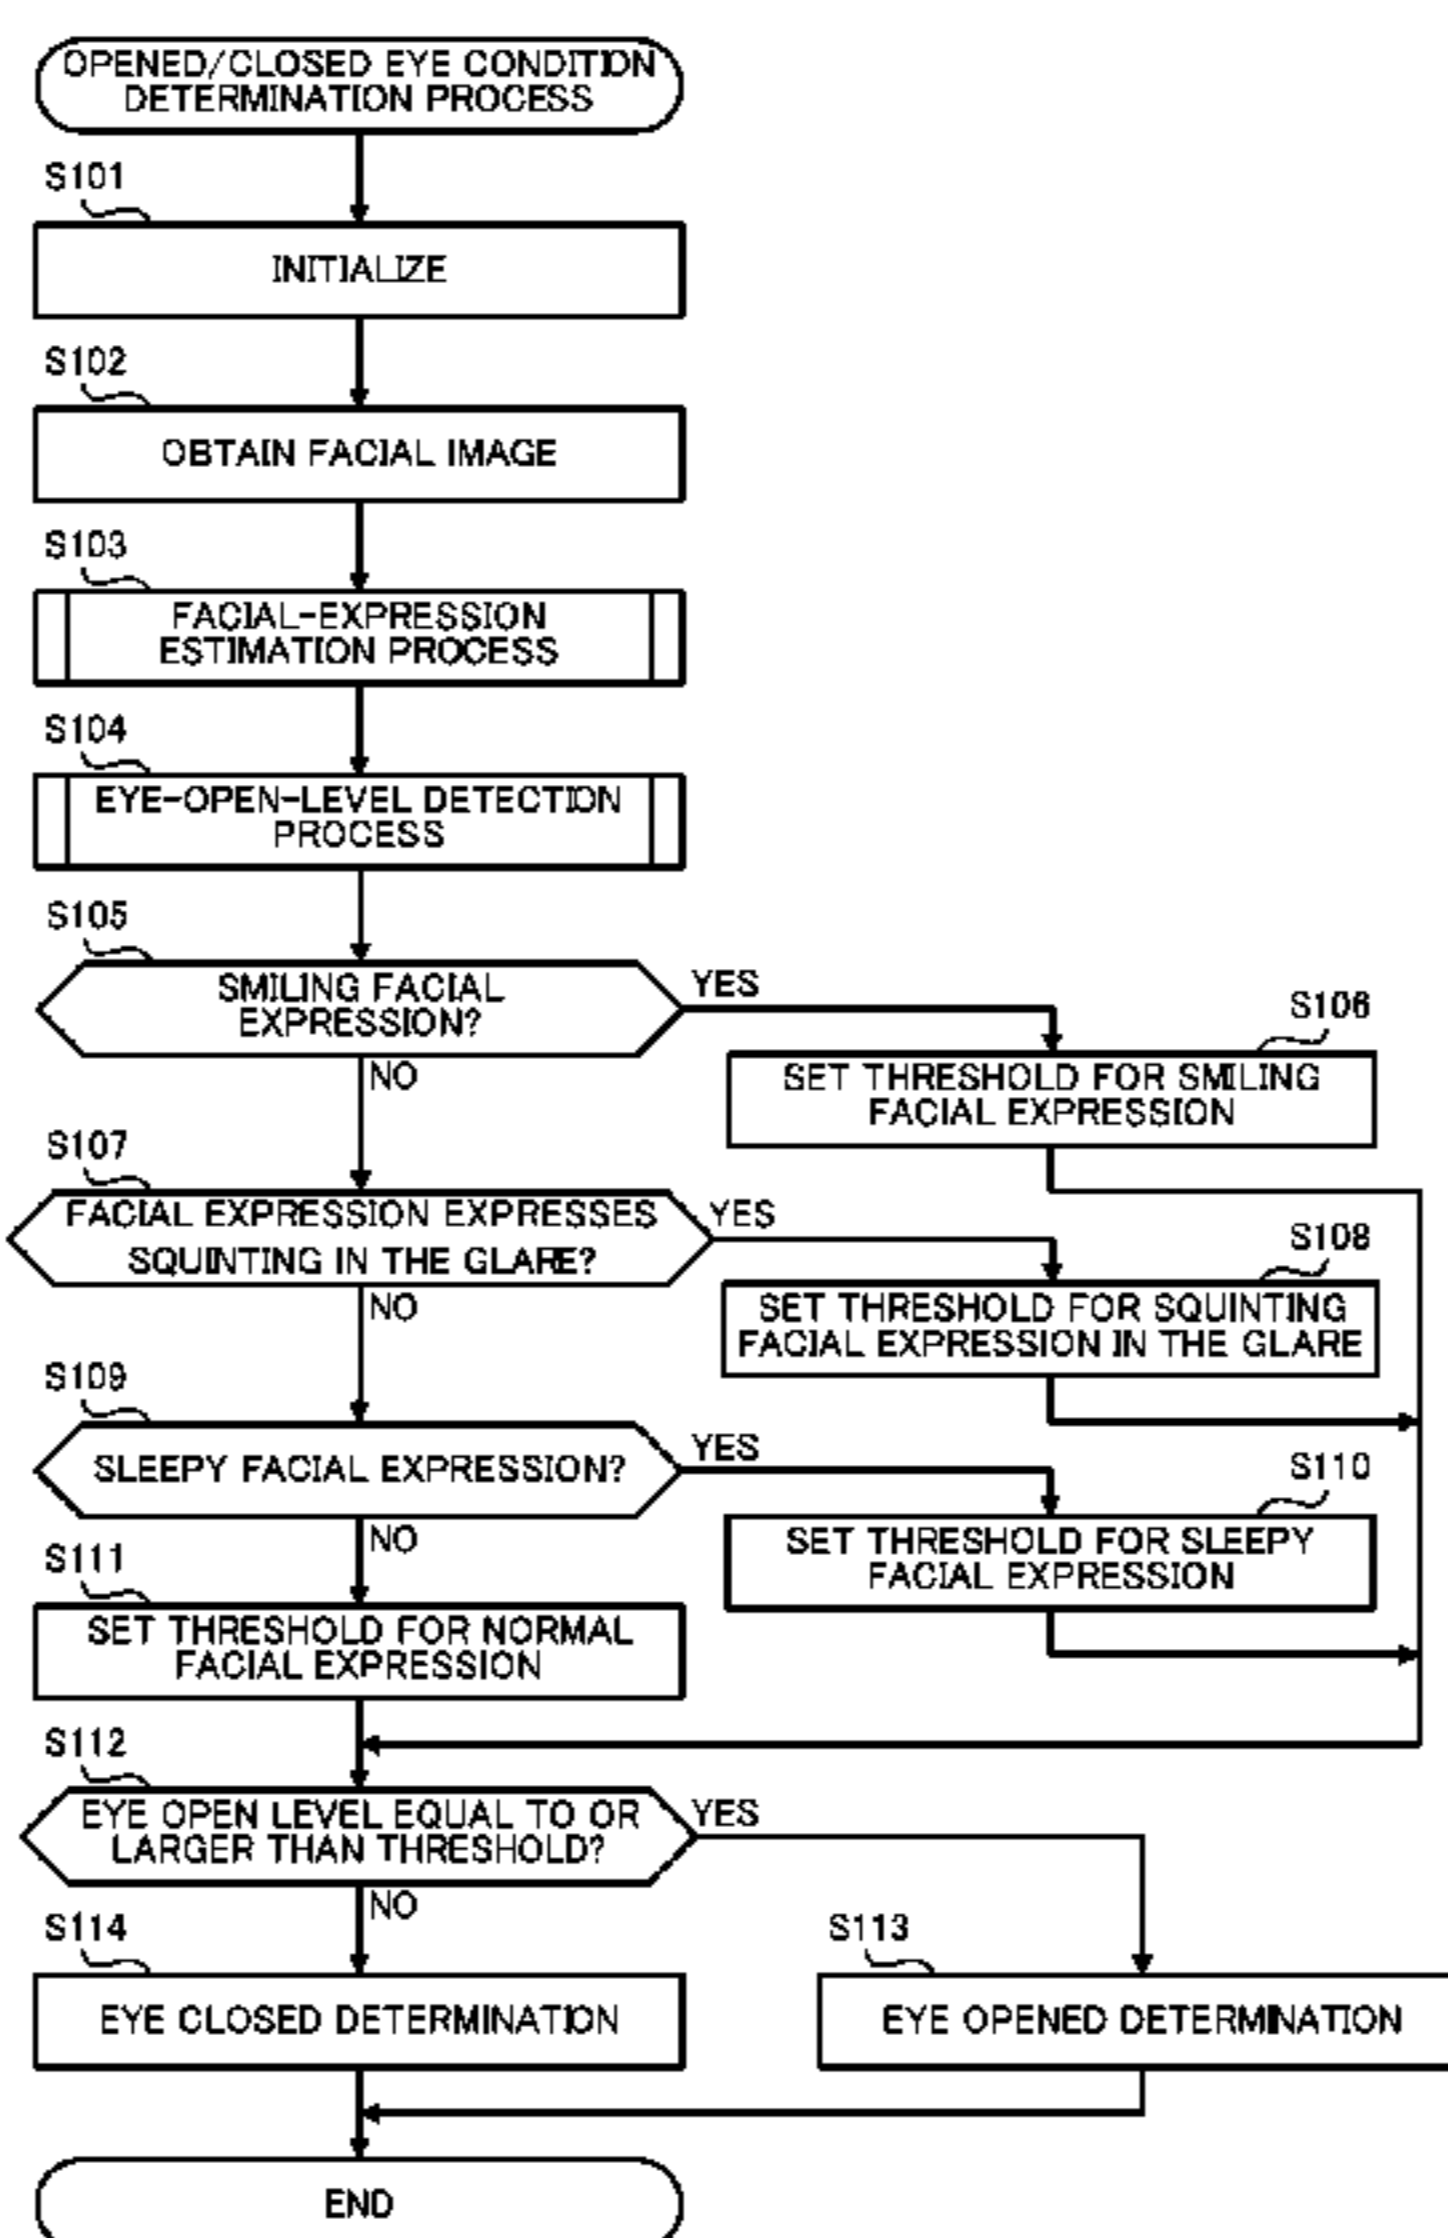 OPENED/CLOSED EYE CONDITION
DETERMINATION PROCESS
S101
INITIALIZE
S102
OBTAIN FACIAL IMAGE
S103
FACIAL-EXPRESSION
ESTIMATION PROCESS
S104
EYE-OPEN-LEVEL DETECTION
PROCESS
S105
SMILING FACIAL
EXPRESSION?
YES
NO
S106
SET THRESHOLD FOR SMILING
FACIAL EXPRESSION
S107
FACIAL EXPRESSION EXPRESSES
SQUINTING IN THE GLARE?
YES
NO
S108
SET THRESHOLD FOR SQUINTING
FACIAL EXPRESSION IN THE GLARE
S109
SLEEPY FACIAL EXPRESSION?
YES
NO
S110
SET THRESHOLD FOR SLEEPY
FACIAL EXPRESSION
S111
SET THRESHOLD FOR NORMAL
FACIAL EXPRESSION
S112
EYE OPEN LEVEL EQUAL TO OR
LARGER THAN THRESHOLD?
YES
NO
S114
EYE CLOSED DETERMINATION
S113
EYE OPENED DETERMINATION
END